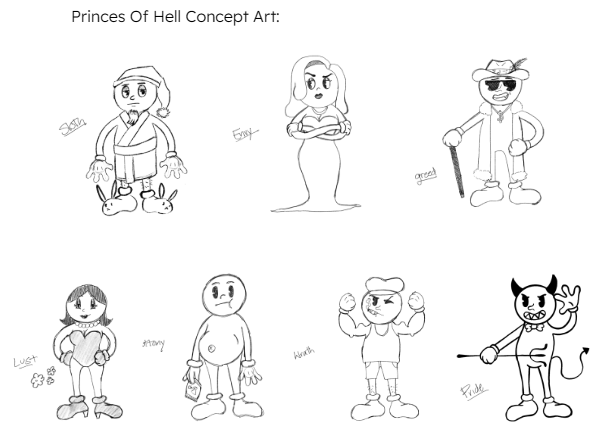 Princes Of Hell Concept Art:
Sloth
Envy
greed
Lust
Wrath
Pride